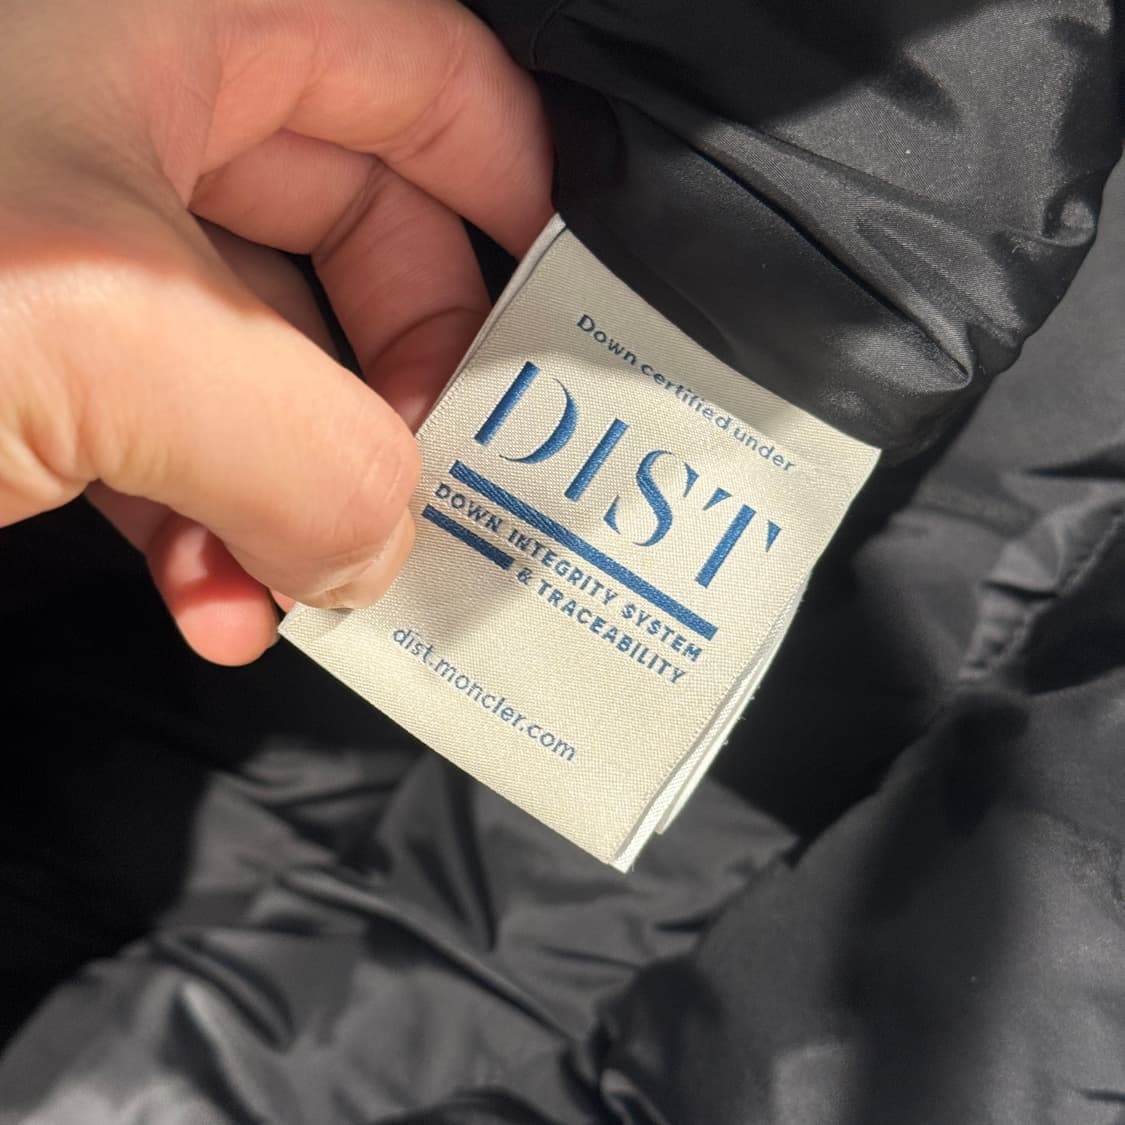 Down certified under
DIST
DOWN INTEGRITY SYSTEM
& TRACEABILITY
dist.moncler.com